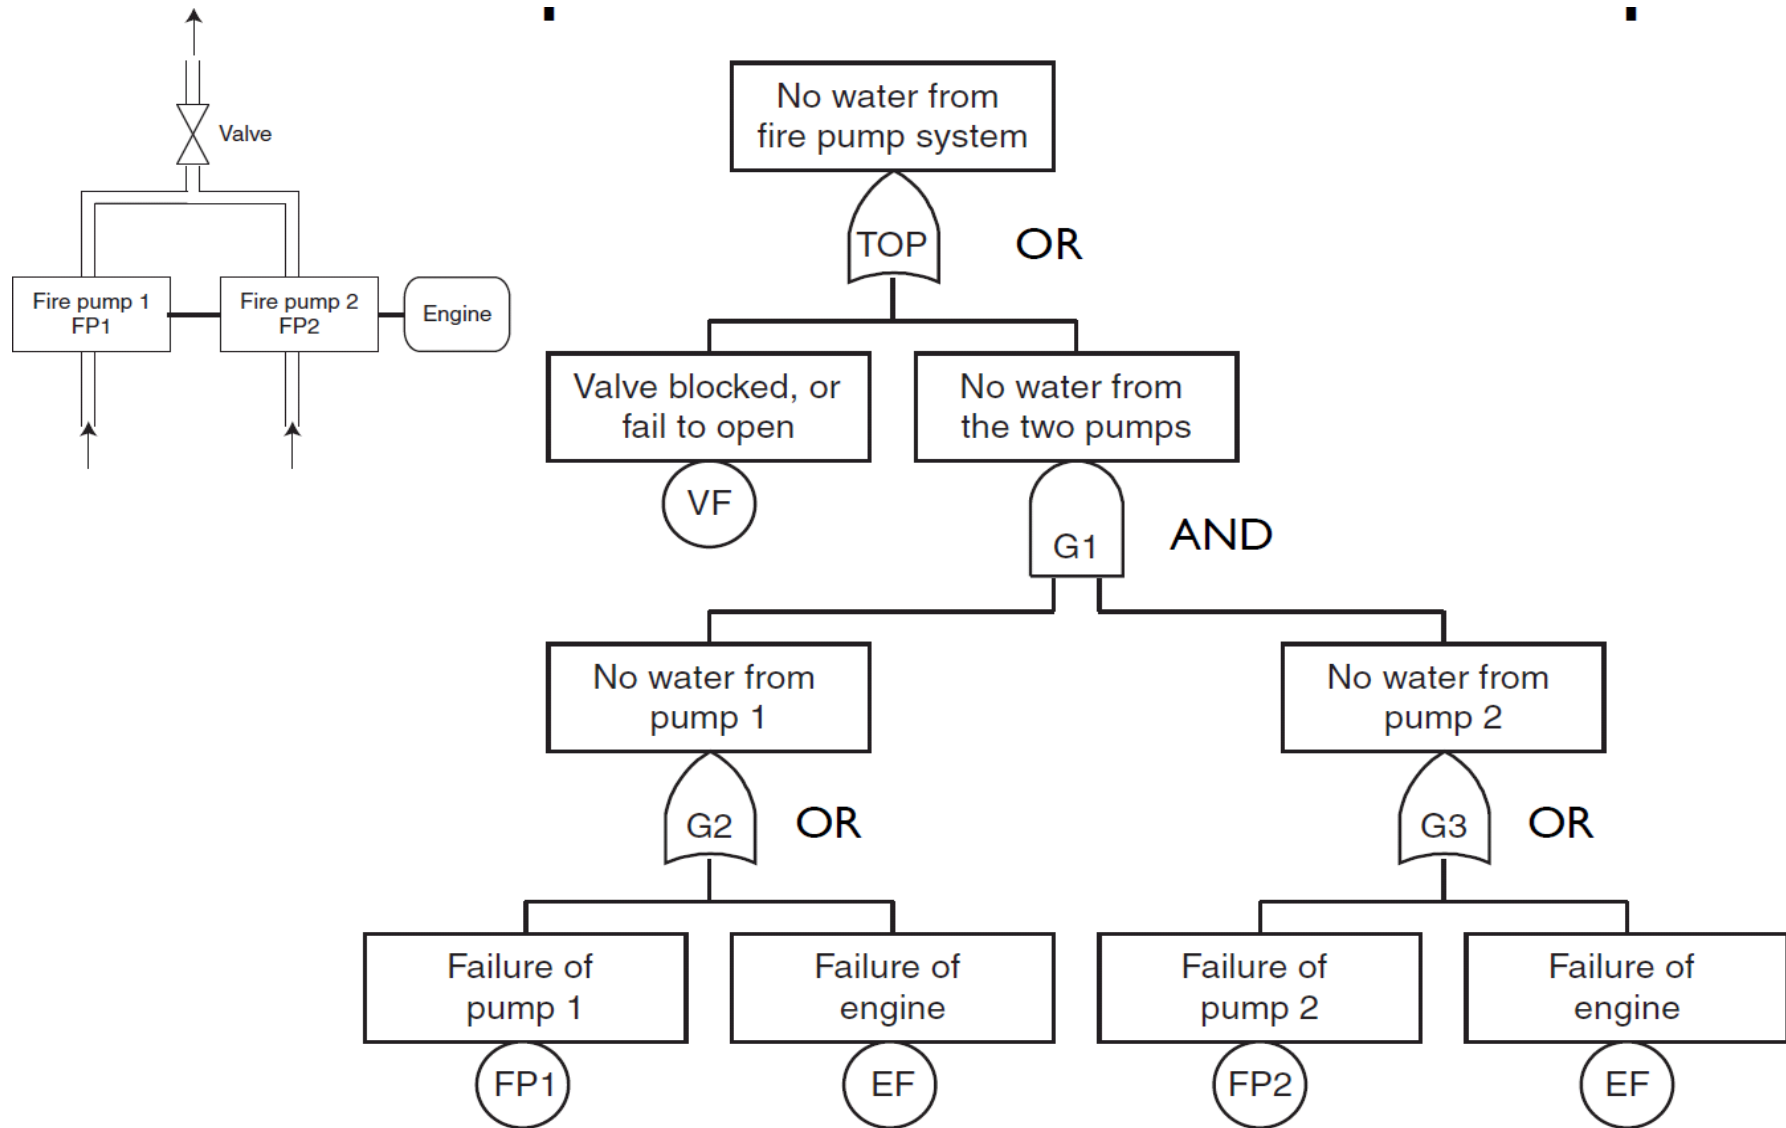 Valve
Fire pump 1
FP1
Fire pump 2
FP2
Engine
No water from
fire pump system
TOP
OR
Valve blocked, or
fail to open
VF
No water from
the two pumps
G1
AND
No water from
pump 1
G2
OR
No water from
pump 2
G3
OR
Failure of
pump 1
FP1
Failure of
engine
EF
Failure of
pump 2
FP2
Failure of
engine
EF